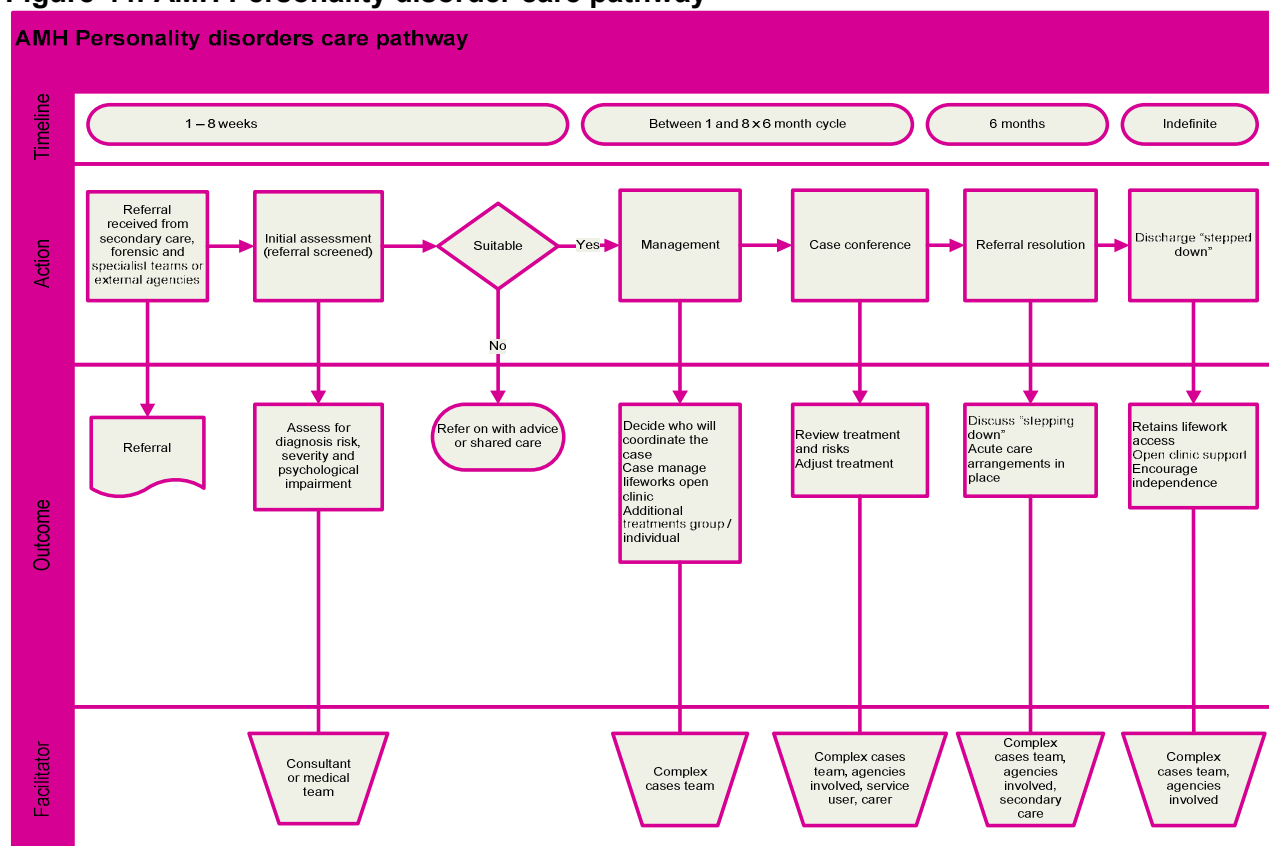 AMH Personality disorders care pathway
Timeline
1 – 8 weeks
Between 1 and 8 x 6 month cycle
6 months
Indefinite
Action
Referral
received from
secondary care,
forensic and
specialist teams or
external agencies
Initial assessment
(referral screened)
Suitable
Yes
No
Management
Case conference
Referral resolution
Discharge “stepped
down”
Outcome
Referral
Assess for
diagnosis risk,
severity and
psychological
impairment
Refer on with advice
or shared care
Decide who will
coordinate the
case
Case manage
lifeworks open
clinic
Additional
treatments group /
individual
Review treatment
and risks
Adjust treatment
Discuss “stepping
down”
Acute care
arrangements in
place
Retains lifework
access
Open clinic support
Encourage
independence
Facilitator
Consultant
or medical
team
Complex
cases team
Complex cases
team, agencies
involved, service
user, carer
Complex
cases team,
agencies
involved,
secondary
care
Complex
cases team,
agencies
involved